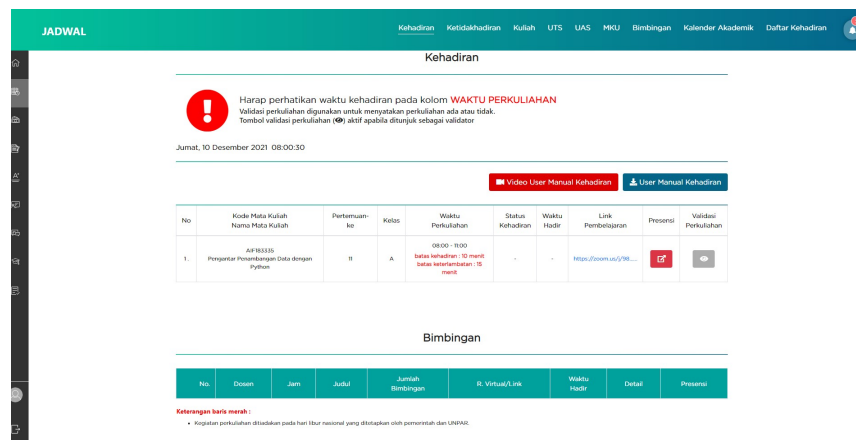 JADWAL
Kehadiran Ketidakhadiran Kuliah UTS UAS MKU Bimbingan Kalender Akademik Daftar Kehadiran
Kehadiran
Harap perhatikan waktu kehadiran pada kolom WAKTU PERKULIAHAN
Validasi perkuliahan digunakan untuk menyatakan perkuliahan ada atau tidak.
Tombol validasi perkuliahan () aktif apabila ditunjuk sebagai validator
Jumat, 10 Desember 2021 08:00:30
Video User Manual Kehadiran User Manual Kehadiran
No Kode Mata Kuliah Pertemuan- Kelas Waktu Status Waktu Link Presensi Validasi
Nama Mata Kuliah ke Perkuliahan Kehadiran Hadir Pembelajaran Perkuliahan
1. AIF183335 11 A 08:00 - 11:00 - - https://zoom.us/j/98.....
Pengantar Penambangan Data dengan batas kehadiran : 10 menit
Python batas keterlambatan : 15
menit
Bimbingan
No. Dosen Jam Judul Jumlah R. Virtual/Link Waktu Detail Presensi
Bimbingan Hadir
Keterangan baris merah :
• Kegiatan perkuliahan ditiadakan pada hari libur nasional yang ditetapkan oleh pemerintah dan UNPAR.